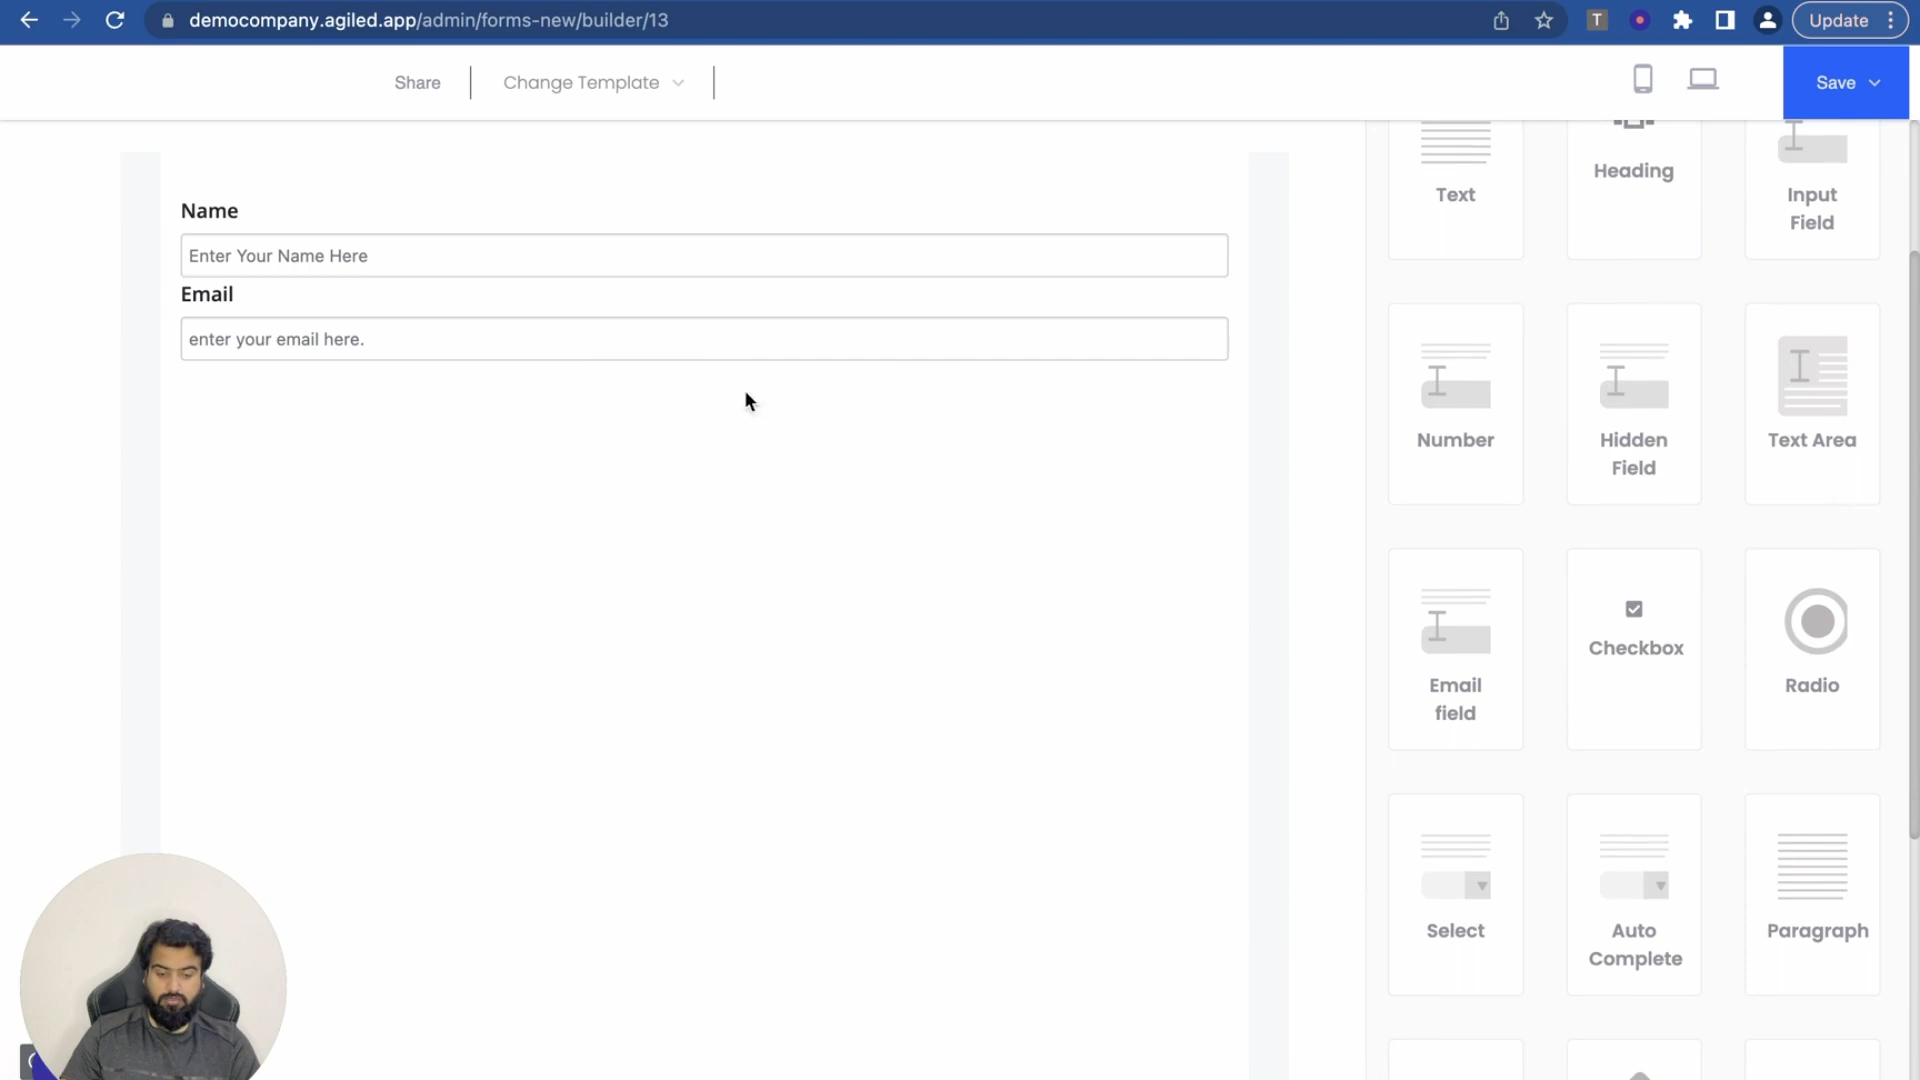 democompany.agiled.app/admin/forms-new/builder/13
T
Update
Share
Change Template
Save
Name
Enter Your Name Here
Email
enter your email here.
Text
Heading
Input
Field
Number
Hidden
Field
Text Area
Email
field
Checkbox
Radio
Select
Auto
Complete
Paragraph